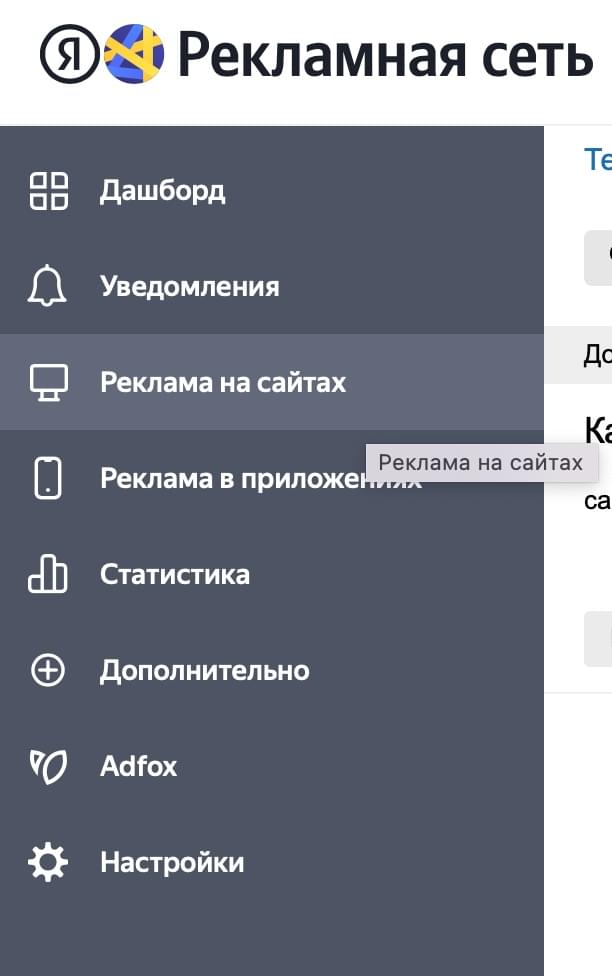 Я Рекламная сеть
Те
Дашборд
Уведомления
Реклама на сайтах
До
Ка
Реклама на сайтах
Реклама в приложениях
са
Статистика
Дополнительно
Adfox
Настройки